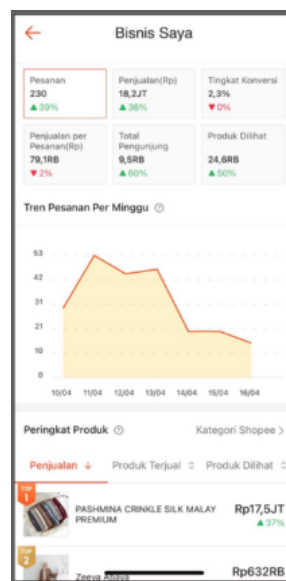 Bisnis Saya
Pesanan
230
▲39%
Penjualan(Rp)
18,2JT
▲36%
Tingkat Konversi
2,3%
▼0%
Penjualan per
Pesanan(Rp)
79,1RB
▼2%
Total
Pengunjung
9,5RB
▲60%
Produk Dilihat
24,6RB
▲50%
Tren Pesanan Per Minggu
53
42
31
21
10
0
10/04 11/04 12/04 13/04 14/04 15/04 16/04
Peringkat Produk
Kategori Shopee >
Penjualan Produk Terjual Produk Dilihat
TOP
1
PASHMINA CRINKLE SILK MALAY
PREMIUM
Rp17,5JT
▲37%
TOP
2
Zeeya Abaya
Rp632RB